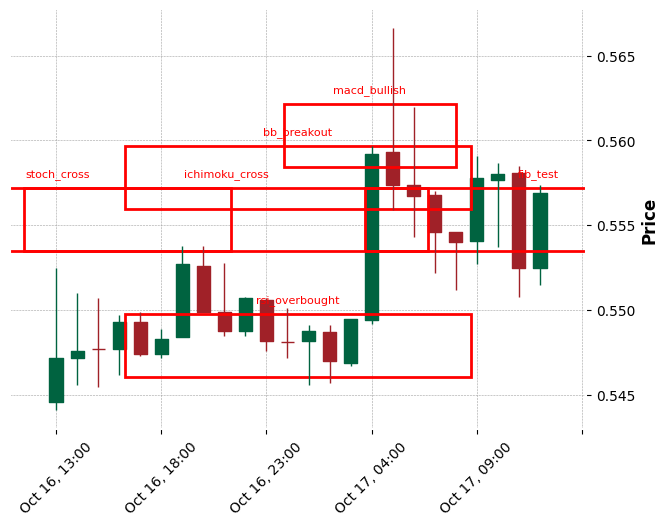 0.565
macd_bullish
0.560
bb_breakout
stoch_cross
ichimoku_cross
fib_test
0.555
Price
rsi_overbought
0.550
0.545
Oct 16, 13:00
Oct 16, 18:00
Oct 16, 23:00
Oct 17, 04:00
Oct 17, 09:00